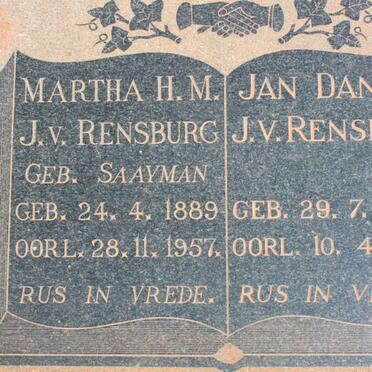 MARTHA H. M.
J. v. RENSBURG
GEB. SAAYMAN
GEB. 24. 4. 1889
OORL. 28. 11. 1957.
RUS IN VREDE.
JAN DAN
J. V. RENS
GEB. 29. 7.
OORL. 10. 4
RUS IN V